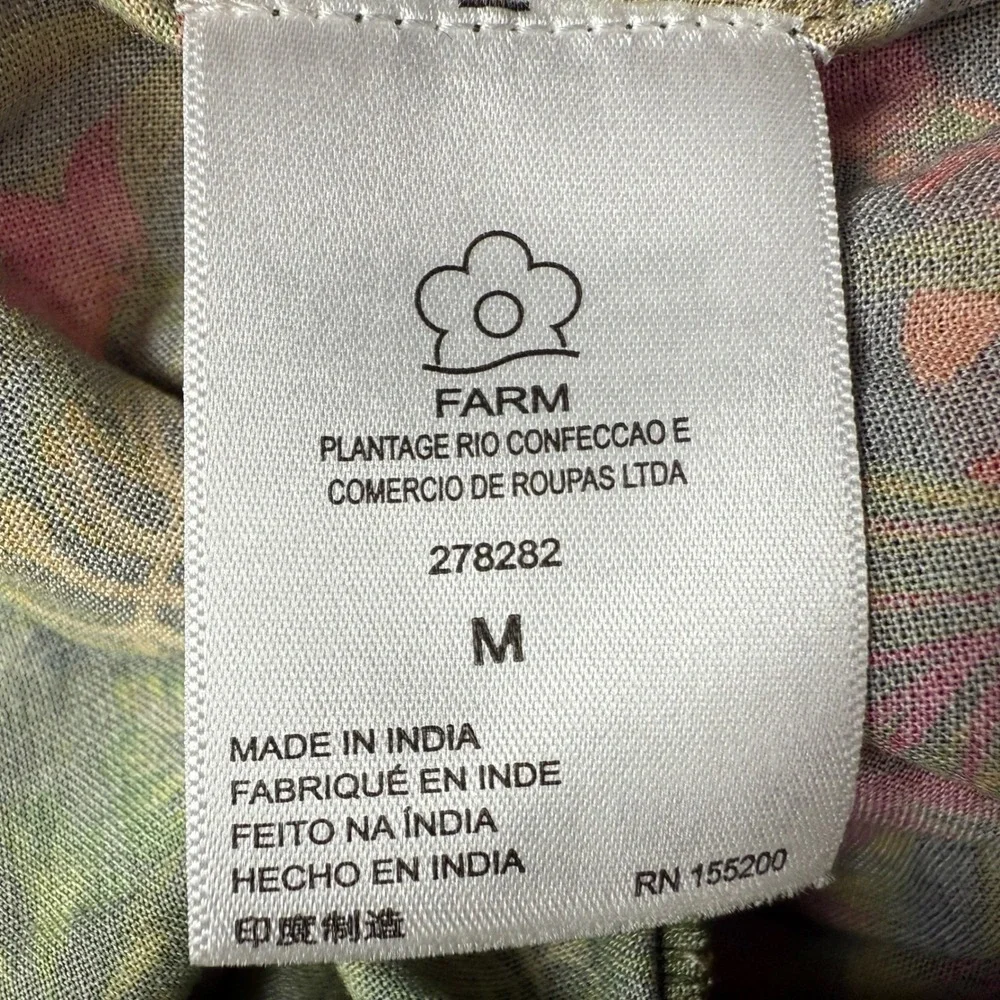 FARM
PLANTAGE RIO CONFECCAO E
COMERCIO DE ROUPAS LTDA
278282
M
MADE IN INDIA
FABRIQUÉ EN INDE
FEITO NA ÍNDIA
HECHO EN INDIA
RN 155200
印度制造